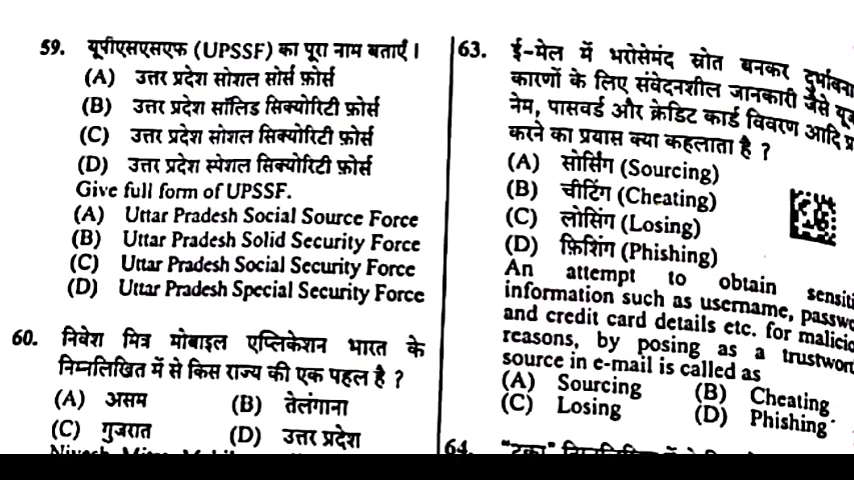 59. यूपीएसएसएफ (UPSSF) का पूरा नाम बताएँ ।
(A) उत्तर प्रदेश सोशल सोर्स फ़ोर्स
(B) उत्तर प्रदेश सॉलिड सिक्योरिटी फ़ोर्स
(C) उत्तर प्रदेश सोशल सिक्योरिटी फ़ोर्स
(D) उत्तर प्रदेश स्पेशल सिक्योरिटी फ़ोर्स
Give full form of UPSSF.
(A) Uttar Pradesh Social Source Force
(B) Uttar Pradesh Solid Security Force
(C) Uttar Pradesh Social Security Force
(D) Uttar Pradesh Special Security Force
60. निवेश मित्र मोबाइल एप्लिकेशन भारत के
निम्नलिखित में से किस राज्य की एक पहल है ?
(A) असम (B) तेलंगाना
(C) गुजरात (D) उत्तर प्रदेश
63. ई-मेल में भरोसेमंद स्रोत बनकर
कारणों के लिए संवेदनशील जानकारी जैसे
नेम, पासवर्ड और क्रेडिट कार्ड विवरण आदि
करने का प्रयास क्या कहलाता है ?
(A) सोर्सिंग (Sourcing)
(B) चीटिंग (Cheating)
(C) लोसिंग (Losing)
(D) फ़िशिंग (Phishing)
An attempt to obtain
information such as username,
and credit card details etc. for
reasons, by posing as a
source in e-mail is called as
(A) Sourcing (B) Cheating
(C) Losing (D) Phishing
64.